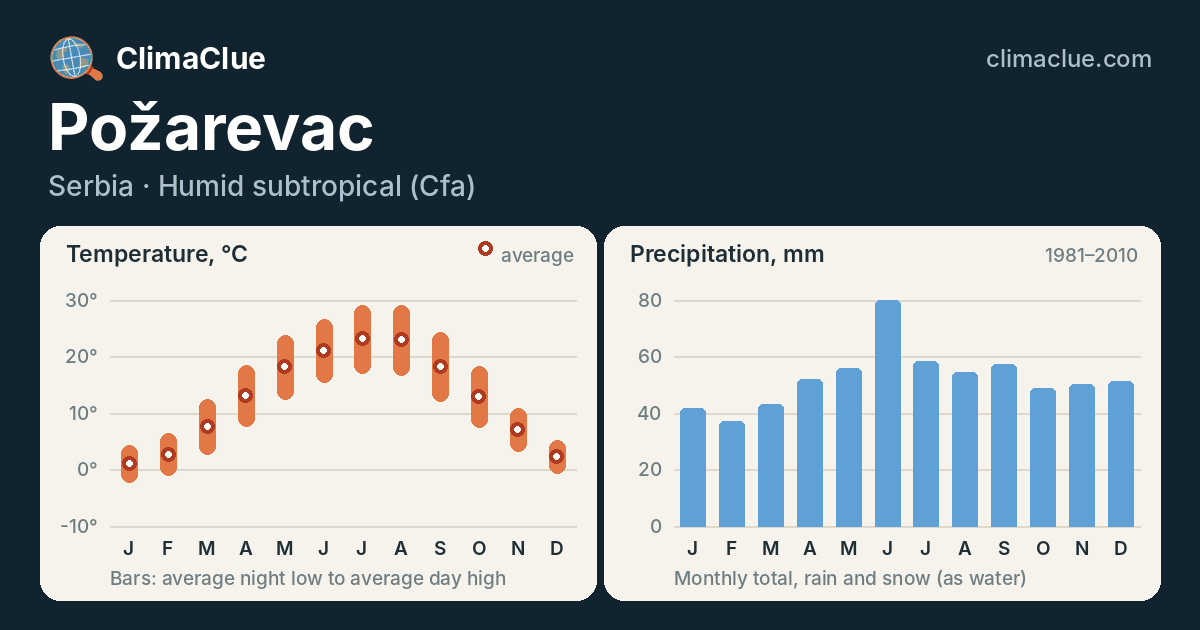 ClimaClue
climaclue.com
Požarevac
Serbia · Humid subtropical (Cfa)
Temperature, °C
average
30°
20°
10°
0°
-10°
J F M A M J J A S O N D
Bars: average night low to average day high
Precipitation, mm
1981–2010
80
60
40
20
0
J F M A M J J A S O N D
Monthly total, rain and snow (as water)